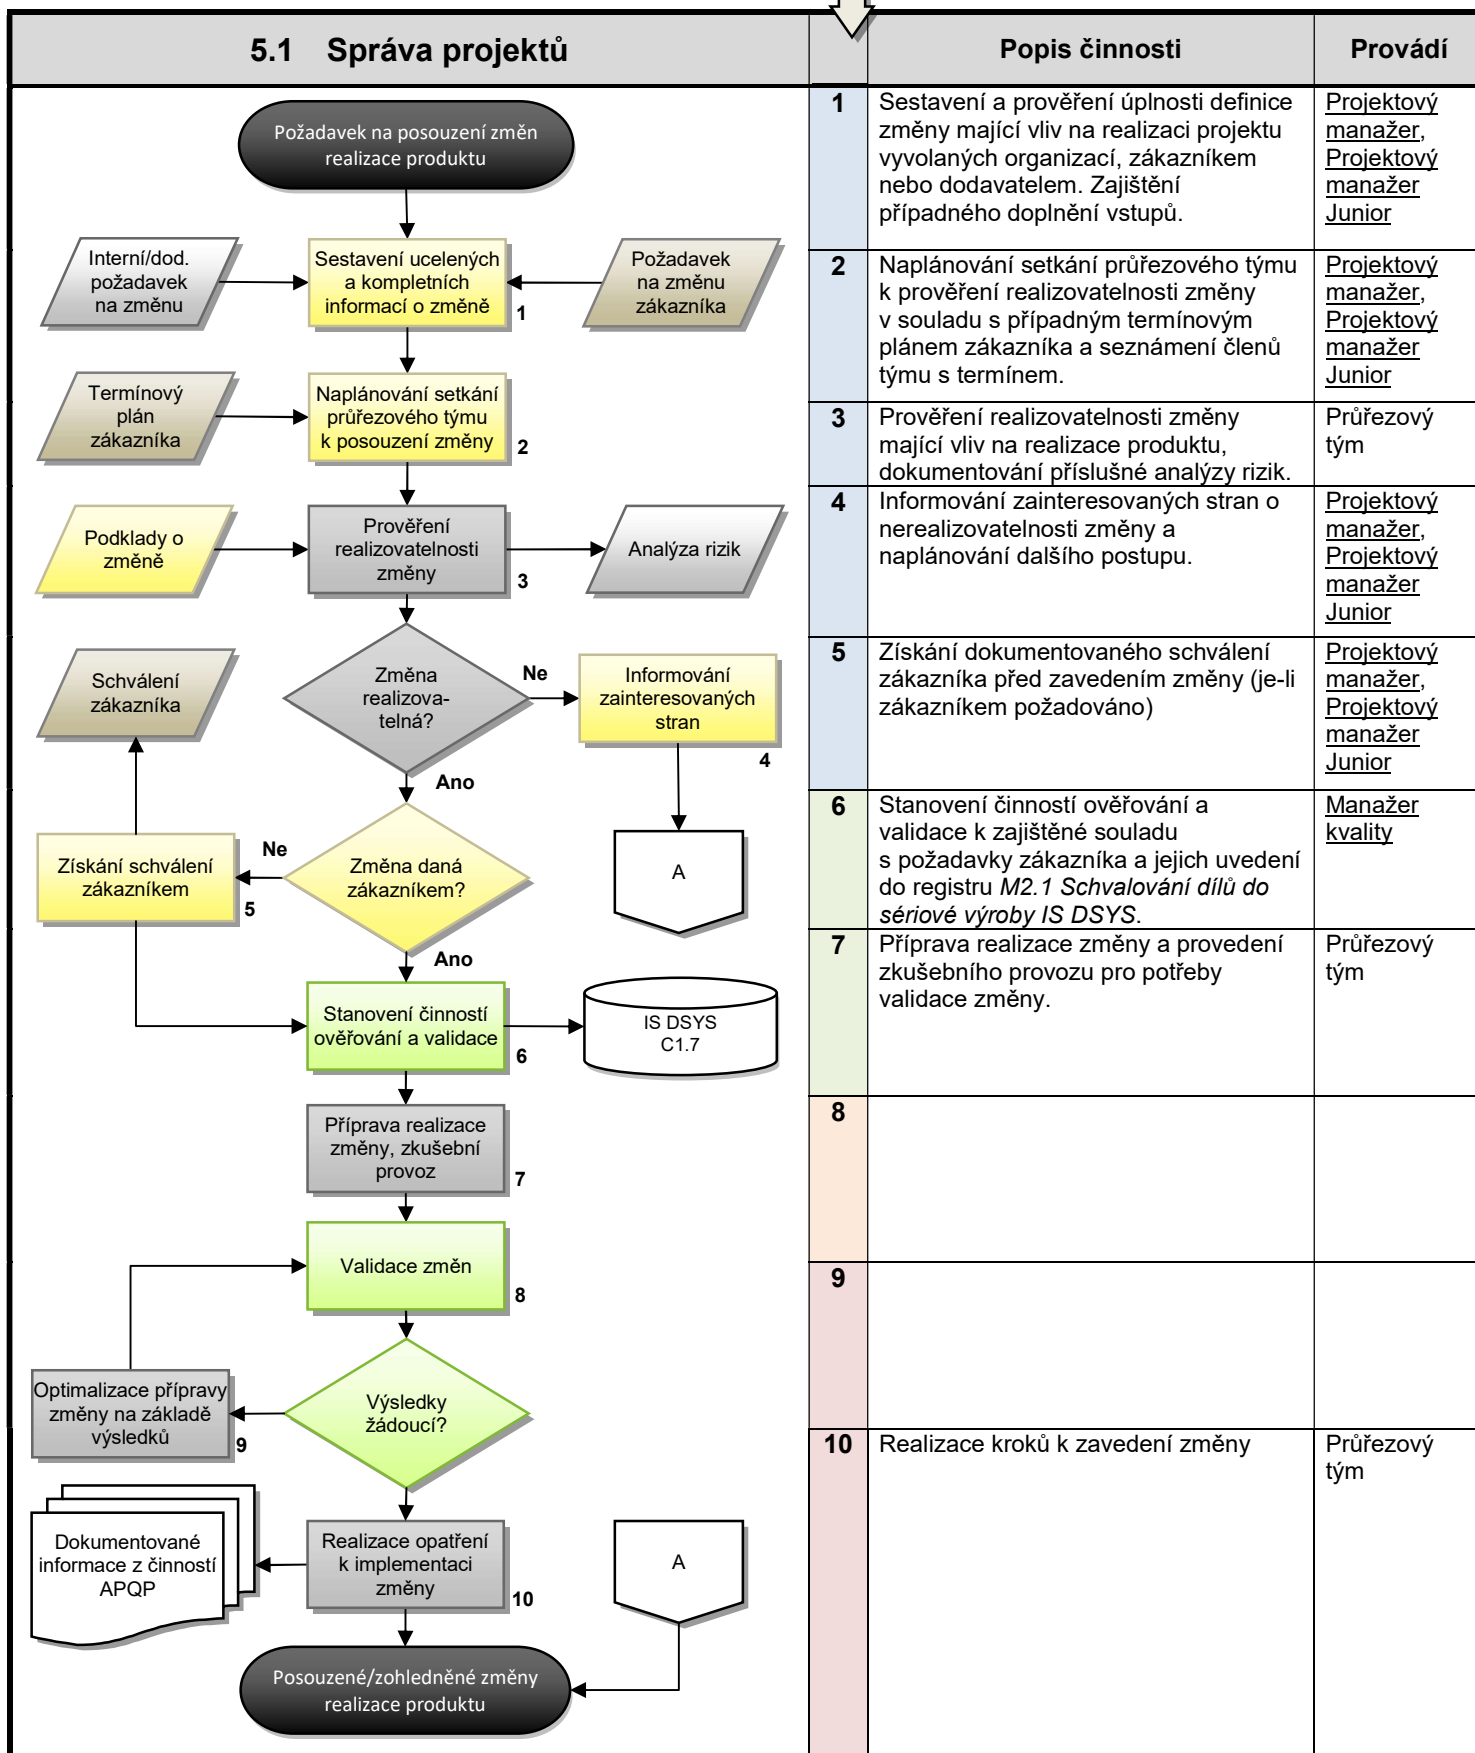 5.1 Správa projektů
Popis činnosti
Provádí
Požadavek na posouzení změn
realizace produktu
Interní/dod.
požadavek
na změnu
Sestavení ucelených
a kompletních
informací o změně
1
Požadavek
na změnu
zákazníka
Termínový
plán
zákazníka
Naplánování setkání
průřezového týmu
k posouzení změny
2
Podklady o
změně
Prověření
realizovatelnosti
změny
3
Analýza rizik
Schválení
zákazníka
Změna
realizova-
telná?
Ne
Informování
zainteresovaných
stran
4
Ano
Získání schválení
zákazníkem
5
Ne
Změna daná
zákazníkem?
A
Ano
Stanovení činností
ověřování a validace
6
IS DSYS
C1.7
Příprava realizace
změny, zkušební
provoz
7
Validace změn
8
Optimalizace přípravy
změny na základě
výsledků
9
Výsledky
žádoucí?
Dokumentované
informace z činností
APQP
Realizace opatření
k implementaci
změny
10
A
Posouzené/zohledněné změny
realizace produktu
1
Sestavení a prověření úplnosti definice
změny mající vliv na realizaci projektu
vyvolaných organizací, zákazníkem
nebo dodavatelem. Zajištění
případného doplnění vstupů.
Projektový
manažer,
Projektový
manažer
Junior
2
Naplánování setkání průřezového týmu
k prověření realizovatelnosti změny
v souladu s případným termínovým
plánem zákazníka a seznámení členů
týmu s termínem.
Projektový
manažer,
Projektový
manažer
Junior
3
Prověření realizovatelnosti změny
mající vliv na realizace produktu,
dokumentování příslušné analýzy rizik.
Průřezový
tým
4
Informování zainteresovaných stran o
nerealizovatelnosti změny a
naplánování dalšího postupu.
Projektový
manažer,
Projektový
manažer
Junior
5
Získání dokumentovaného schválení
zákazníka před zavedením změny (je-li
zákazníkem požadováno)
Projektový
manažer,
Projektový
manažer
Junior
6
Stanovení činností ověřování a
validace k zajištěné souladu
s požadavky zákazníka a jejich uvedení
do registru M2.1 Schvalování dílů do
sériové výroby IS DSYS.
Manažer
kvality
7
Příprava realizace změny a provedení
zkušebního provozu pro potřeby
validace změny.
Průřezový
tým
8
9
10
Realizace kroků k zavedení změny
Průřezový
tým